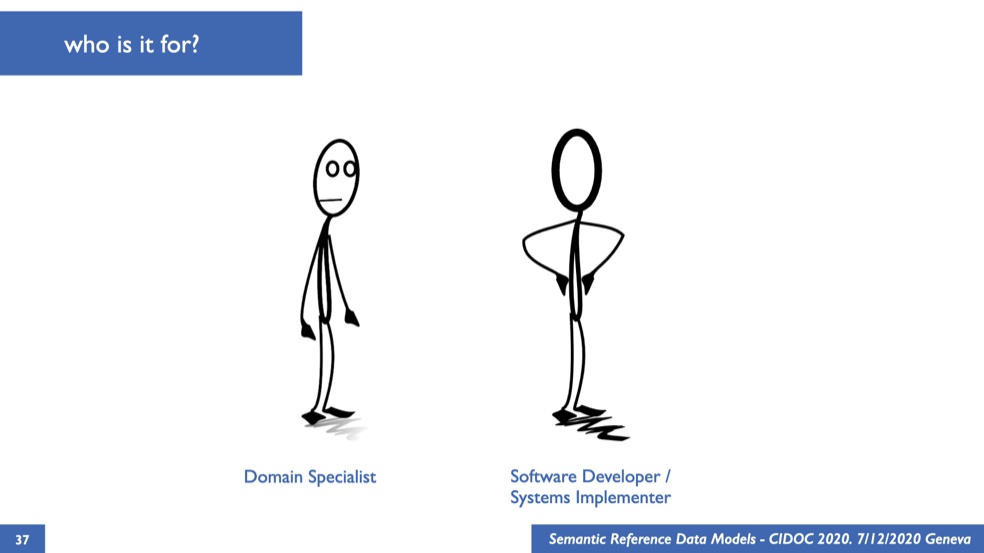 who is it for?
Domain Specialist
Software Developer /
Systems Implementer
37
Semantic Reference Data Models - CIDOC 2020. 7/12/2020 Geneva